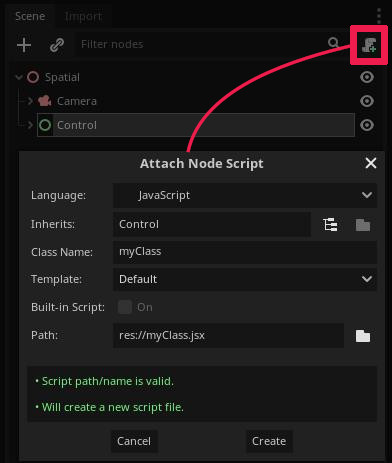 Scene Import
Filter nodes
Spatial
Camera
Control
Attach Node Script
Language: JavaScript
Inherits: Control
Class Name: myClass
Template: Default
Built-in Script: On
Path: res://myClass.jsx
• Script path/name is valid.
• Will create a new script file.
Cancel Create